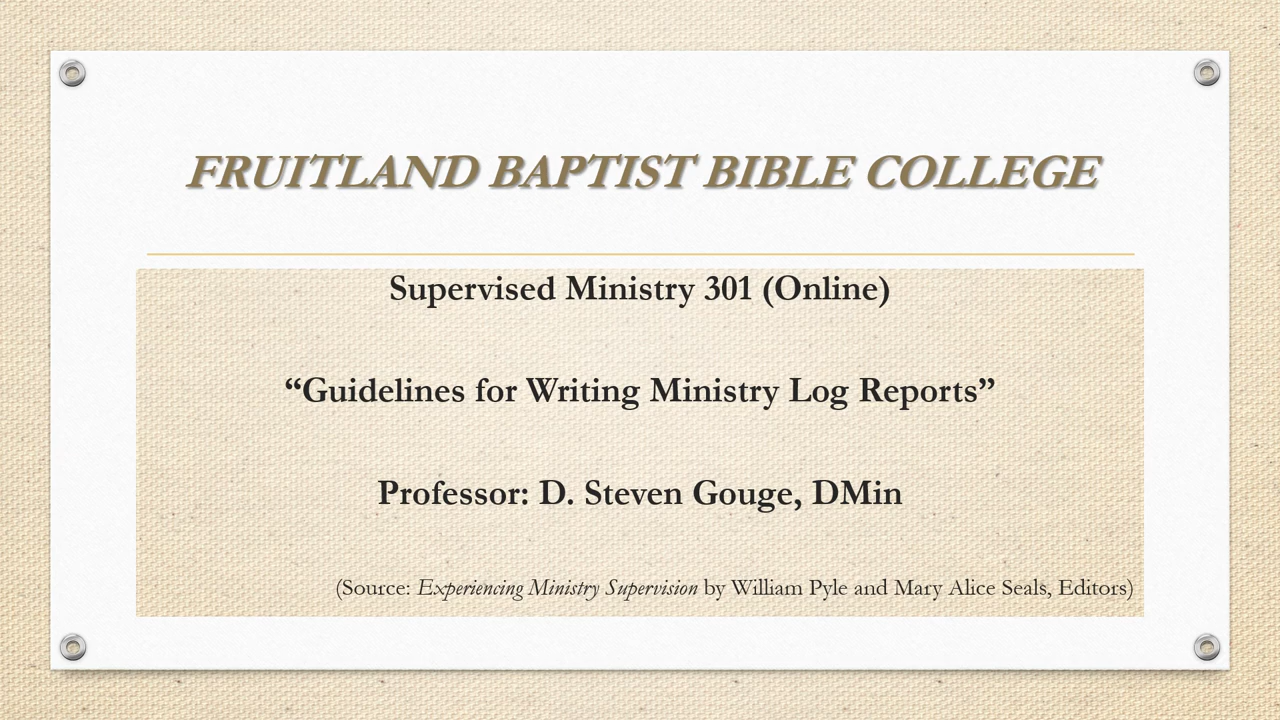 FRUITLAND BAPTIST BIBLE COLLEGE
Supervised Ministry 301 (Online)
“Guidelines for Writing Ministry Log Reports”
Professor: D. Steven Gouge, DMin
(Source: Experiencing Ministry Supervision by William Pyle and Mary Alice Seals, Editors)